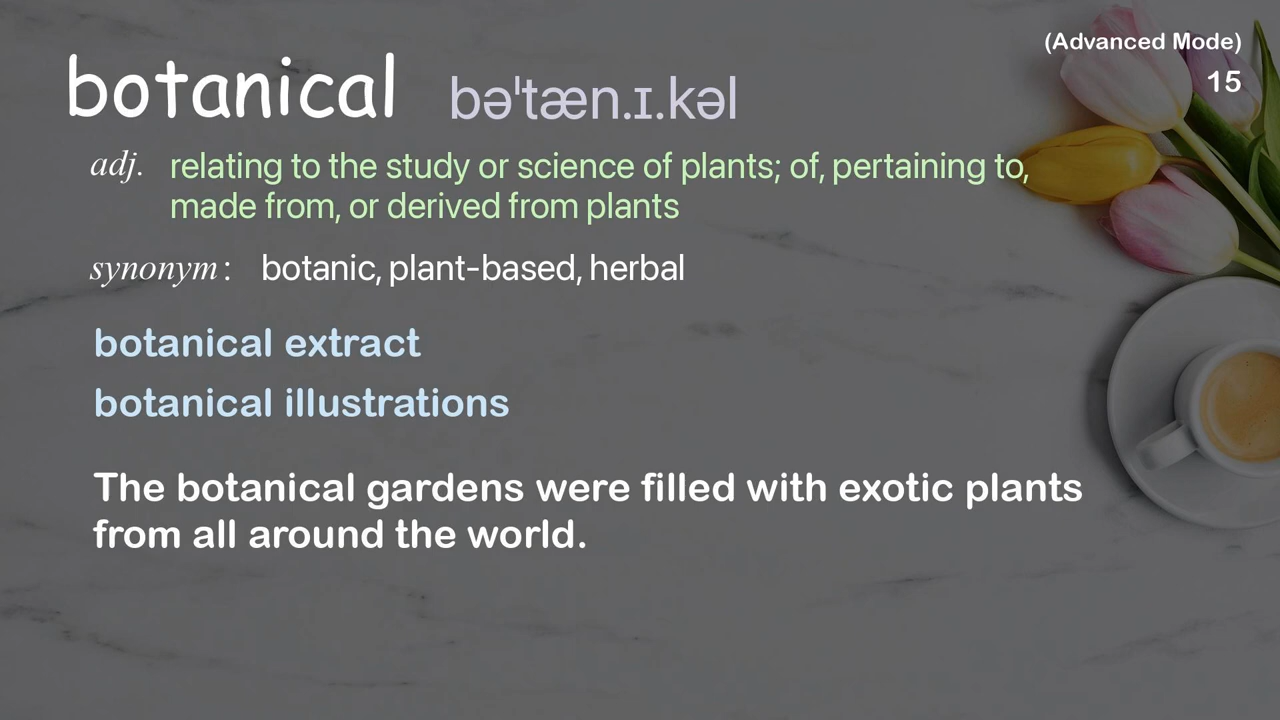 (Advanced Mode)
15
botanical bə'tæn.ɪ.kəl
adj. relating to the study or science of plants; of, pertaining to,
made from, or derived from plants
synonym: botanic, plant-based, herbal
botanical extract
botanical illustrations
The botanical gardens were filled with exotic plants
from all around the world.